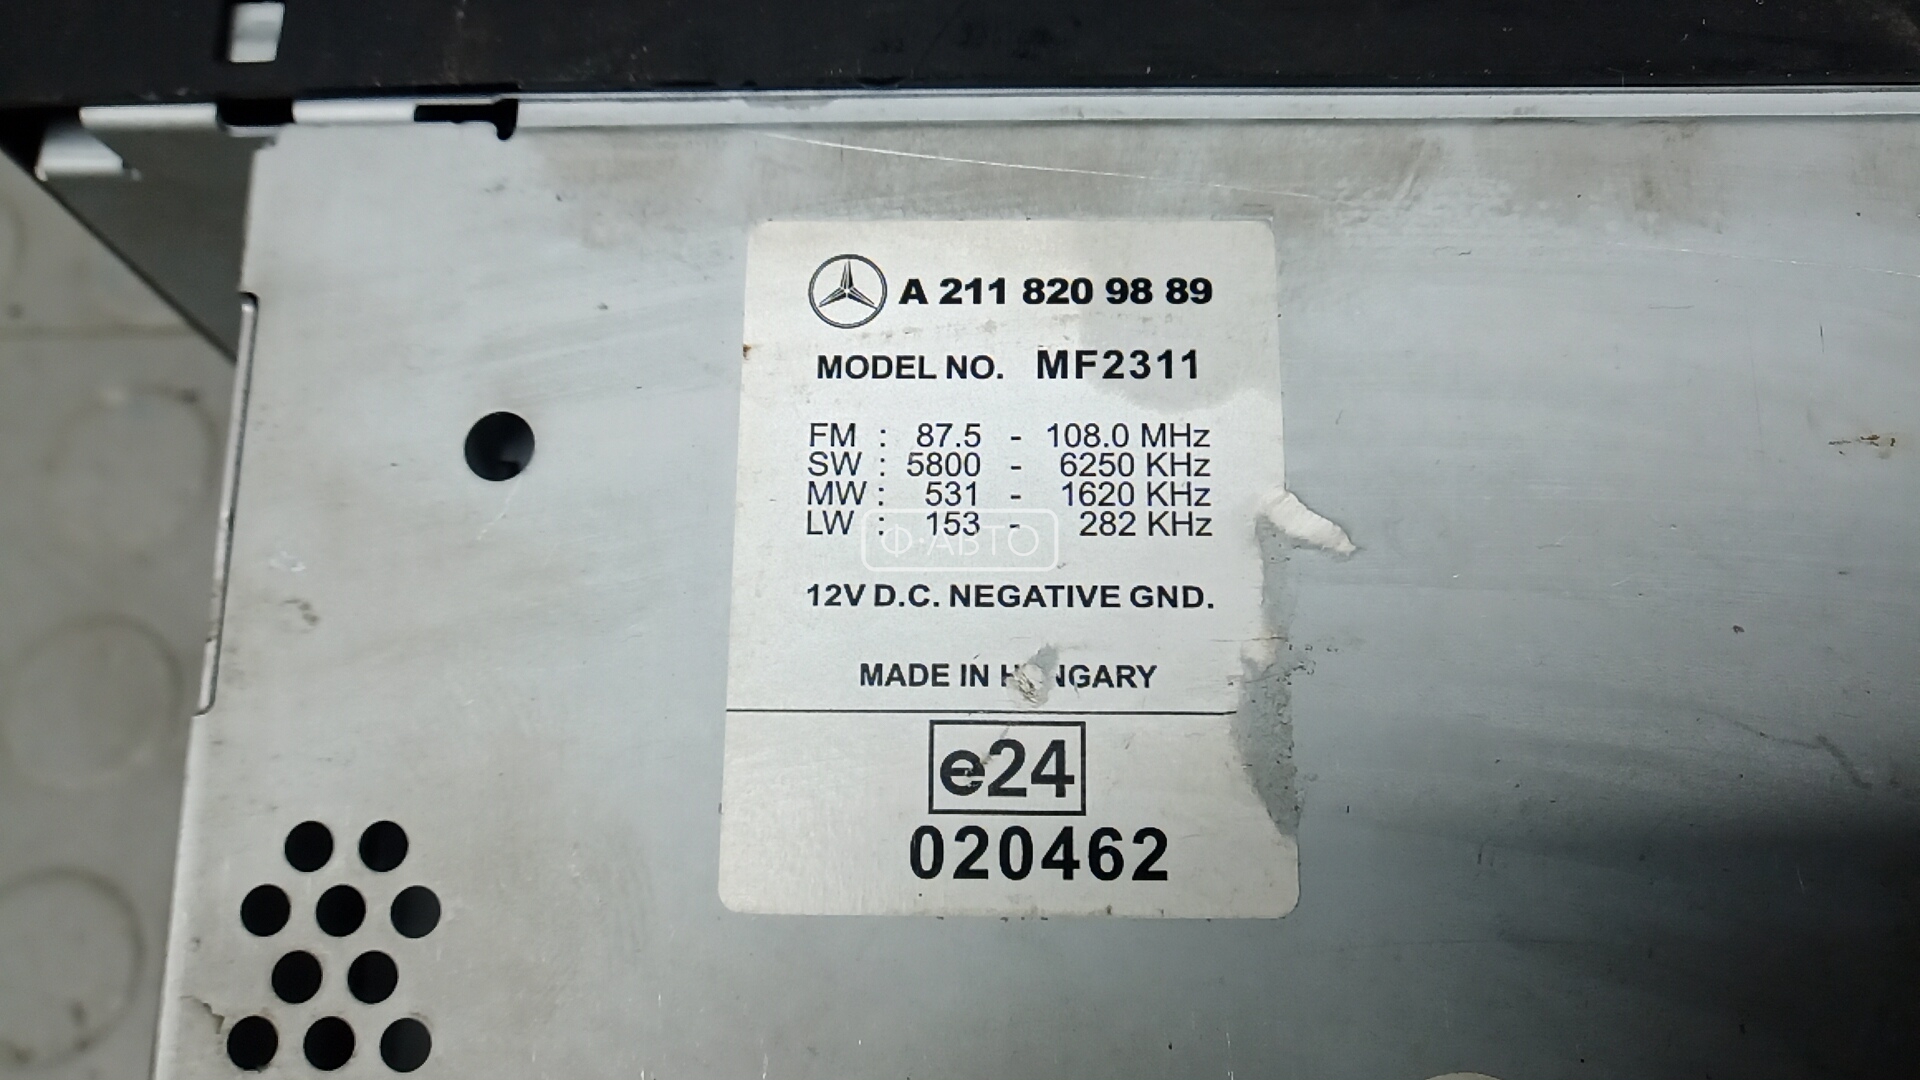 A 211 820 98 89
MODEL NO. MF2311
FM : 87.5 - 108.0 MHz
SW : 5800 - 6250 KHz
MW : 531 - 1620 KHz
LW : 153 - 282 KHz
Ф·АВТО
12V D.C. NEGATIVE GND.
MADE IN H NGARY
e24
020462